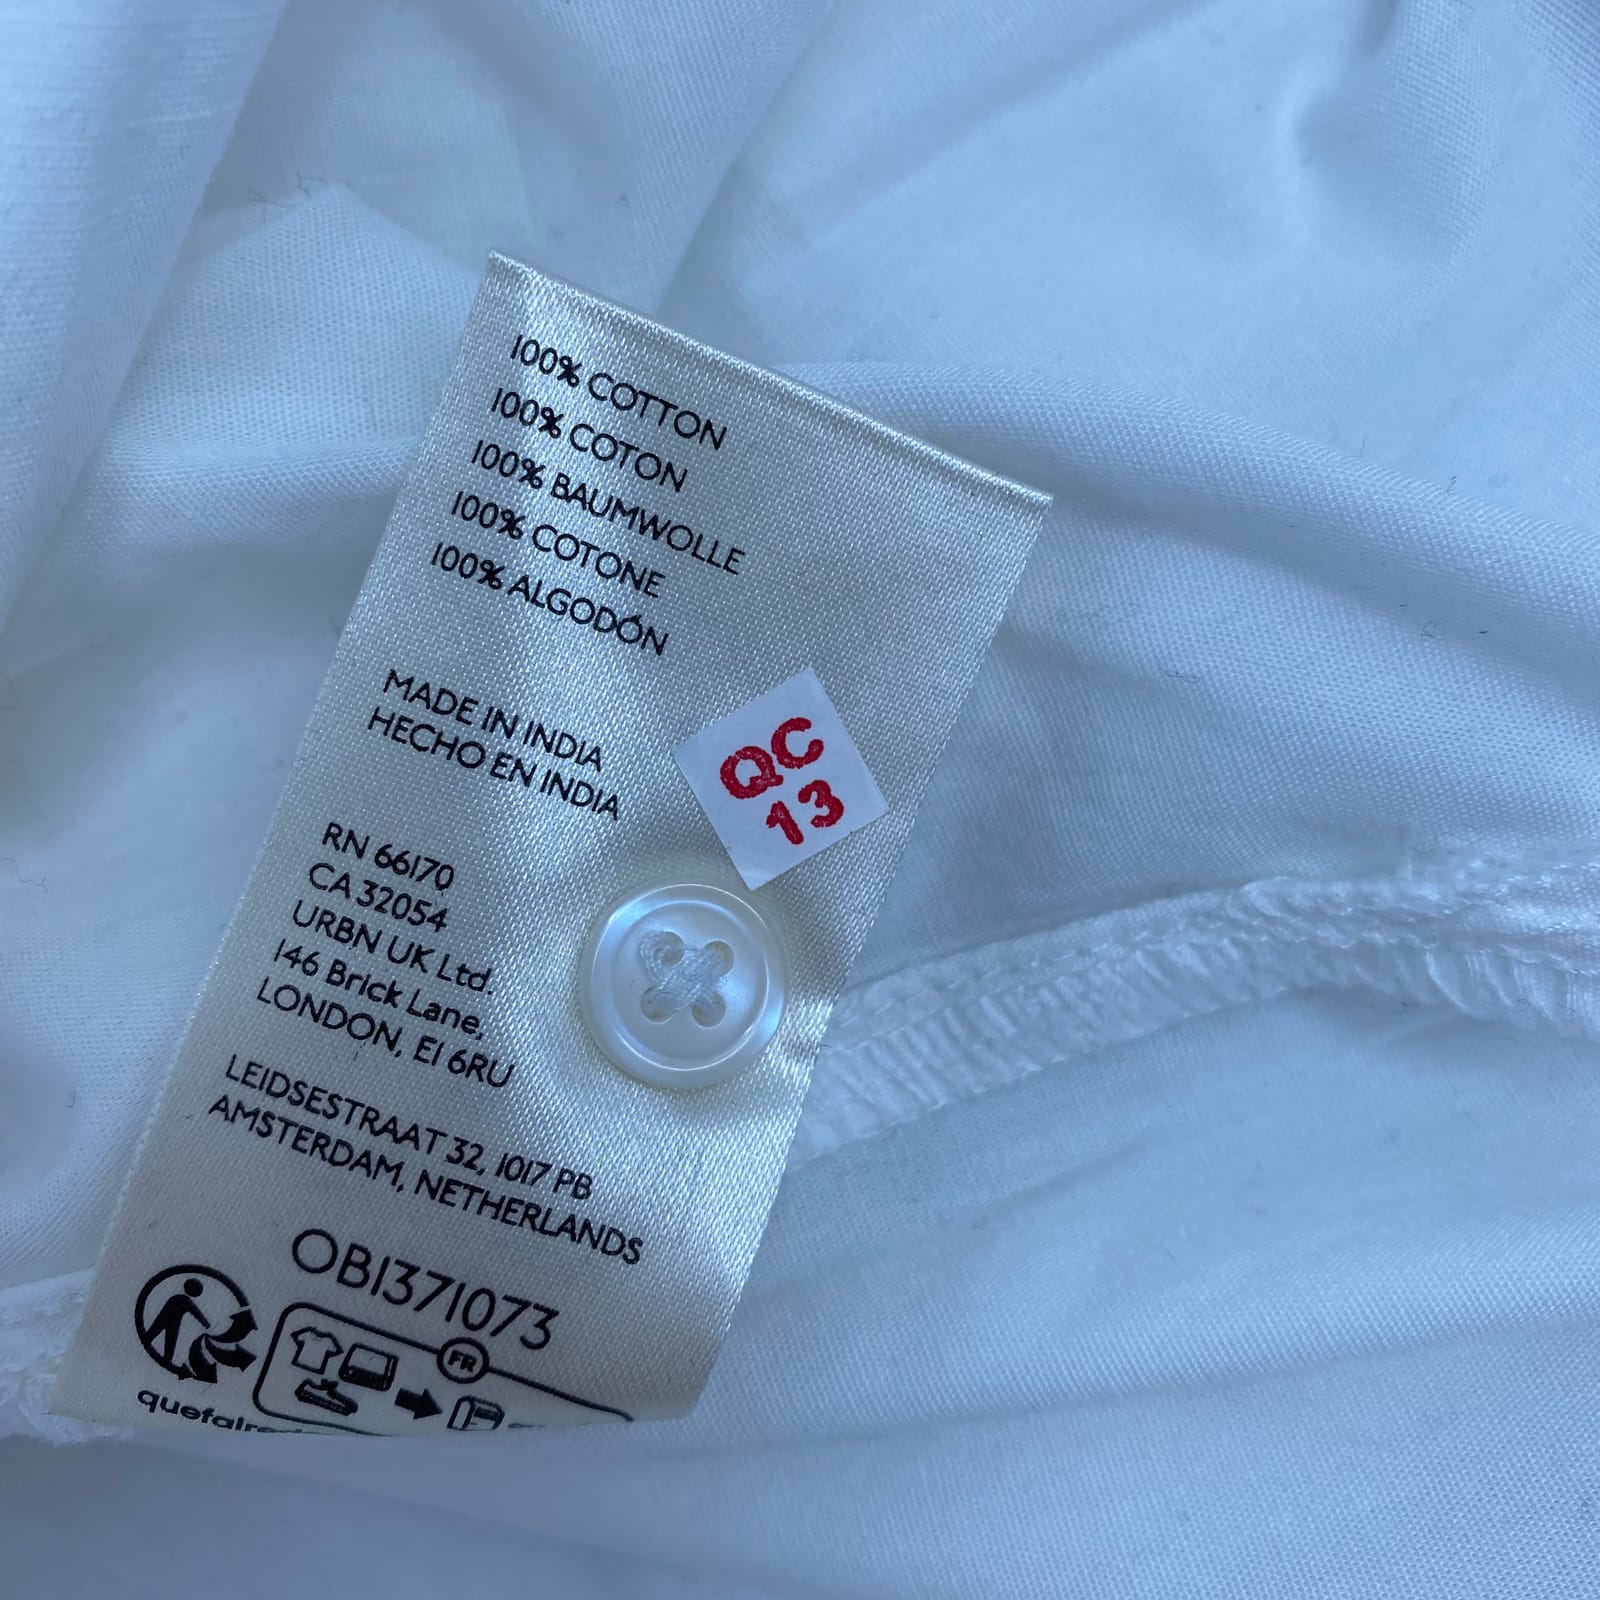 100% COTTON
100% COTON
100% BAUMWOLLE
100% COTONE
100% ALGODÓN
MADE IN INDIA
HECHO EN INDIA
QC
13
RN 66170
CA 32054
URBN UK Ltd.
146 Brick Lane,
LONDON, E1 6RU
LEIDSESTRAAT 32, 1017 PB
AMSTERDAM, NETHERLANDS
OB1371073
FR